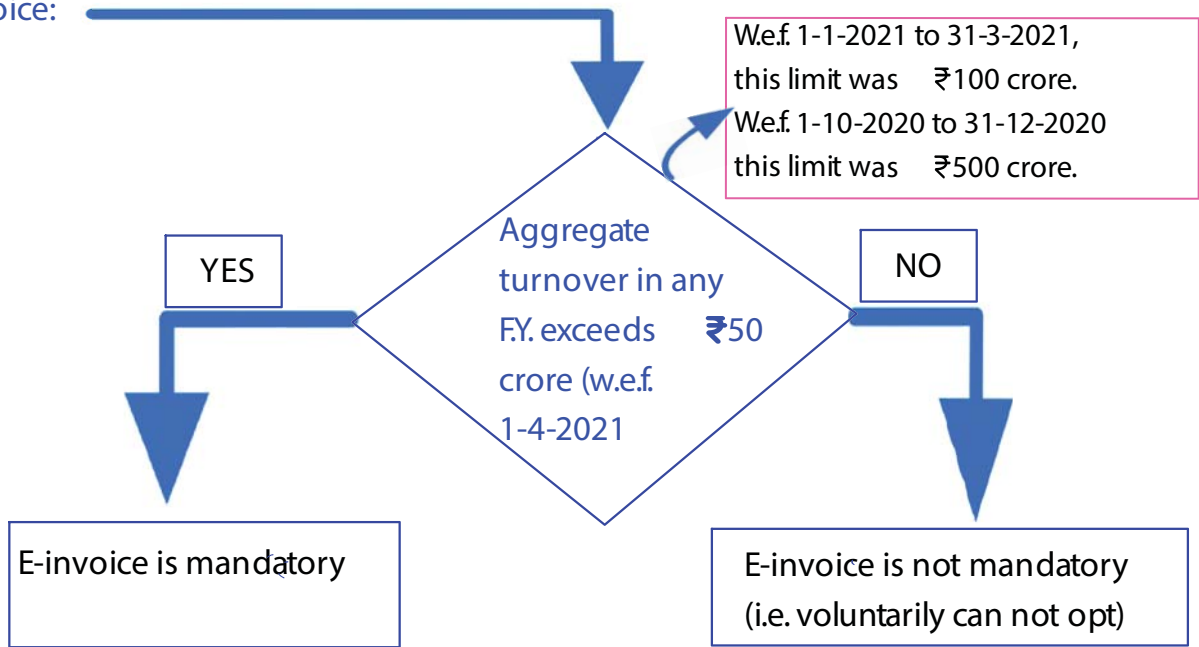 W.e.f. 1-1-2021 to 31-3-2021,
this limit was ₹100 crore.
W.e.f. 1-10-2020 to 31-12-2020
this limit was ₹500 crore.
Aggregate
turnover in any
F.Y. exceeds ₹50
crore (w.e.f.
1-4-2021
YES
NO
E-invoice is mandatory
E-invoice is not mandatory
(i.e. voluntarily can not opt)